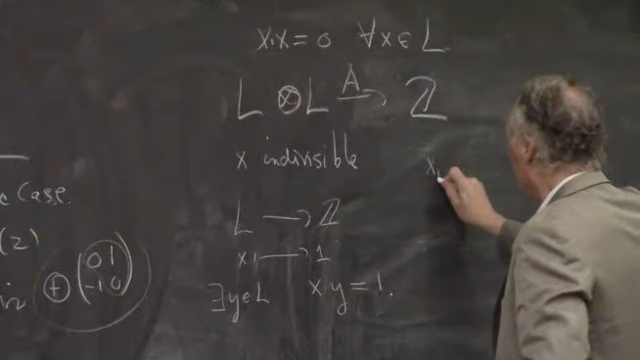 x.x=0 ∀x∈L
L ⊗ L —A→ ℤ
x indivisible
x,
L → ℤ
x ↦ 1
∃y∈L x y = 1.
e Case.
(2)
⊕ (0 1
-1 0)